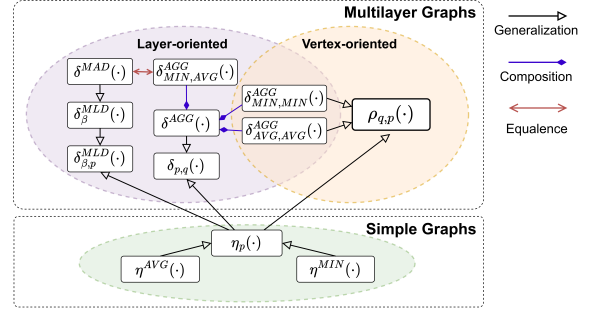 Multilayer Graphs
Layer-oriented
Vertex-oriented
δ^{MAD}(·)
δ^{AGG}_{MIN,AVG}(·)
δ^{MLD}_{β}(·)
δ^{AGG}(·)
δ^{AGG}_{MIN,MIN}(·)
δ^{AGG}_{AVG,AVG}(·)
ρ_{q,p}(·)
δ^{MLD}_{β,p}(·)
δ_{p,q}(·)
Simple Graphs
η_p(·)
η^{AVG}(·)
η^{MIN}(·)
Generalization
Composition
Equalence